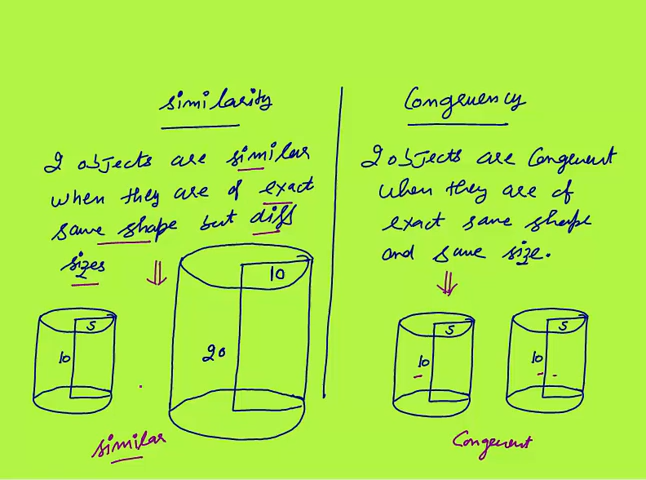 similarity
2 objects are similar
when they are of exact
same shape but diff
sizes
10
20
5
10
similar
Congruency
2 objects are Congruent
when they are of
exact same shape
and same size.
5
10
5
10
Congruent